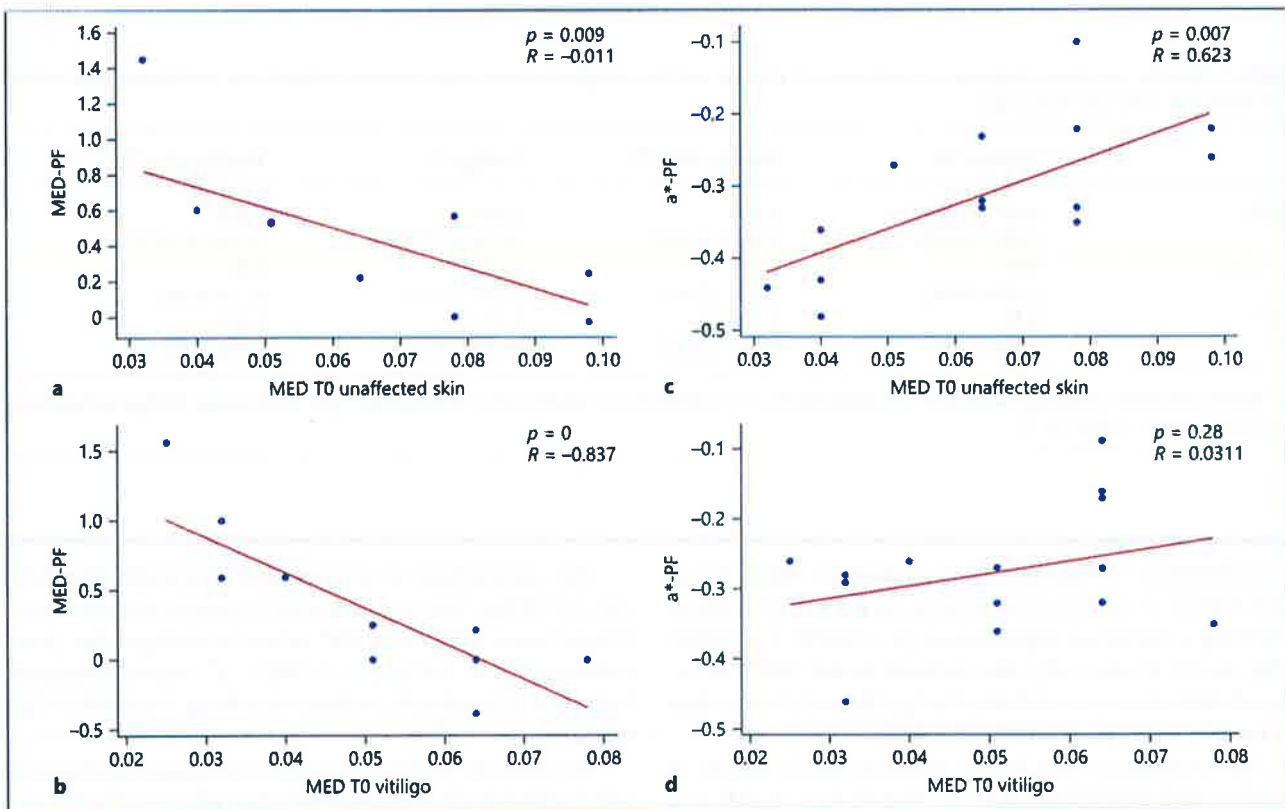 1.6
1.4
1.2
1.0
0.8
0.6
0.4
0.2
0
MED-PF
p = 0.009
R = –0.011
0.03 0.04 0.05 0.06 0.07 0.08 0.09 0.10
a MED T0 unaffected skin
–0.1
–0.2
–0.3
–0.4
–0.5
a*-PF
p = 0.007
R = 0.623
0.03 0.04 0.05 0.06 0.07 0.08 0.09 0.10
c MED T0 unaffected skin
1.5
1.0
0.5
0
–0.5
MED-PF
p = 0
R = –0.837
0.02 0.03 0.04 0.05 0.06 0.07 0.08
b MED T0 vitiligo
–0.1
–0.2
–0.3
–0.4
–0.5
a*-PF
p = 0.28
R = 0.0311
0.02 0.03 0.04 0.05 0.06 0.07 0.08
d MED T0 vitiligo